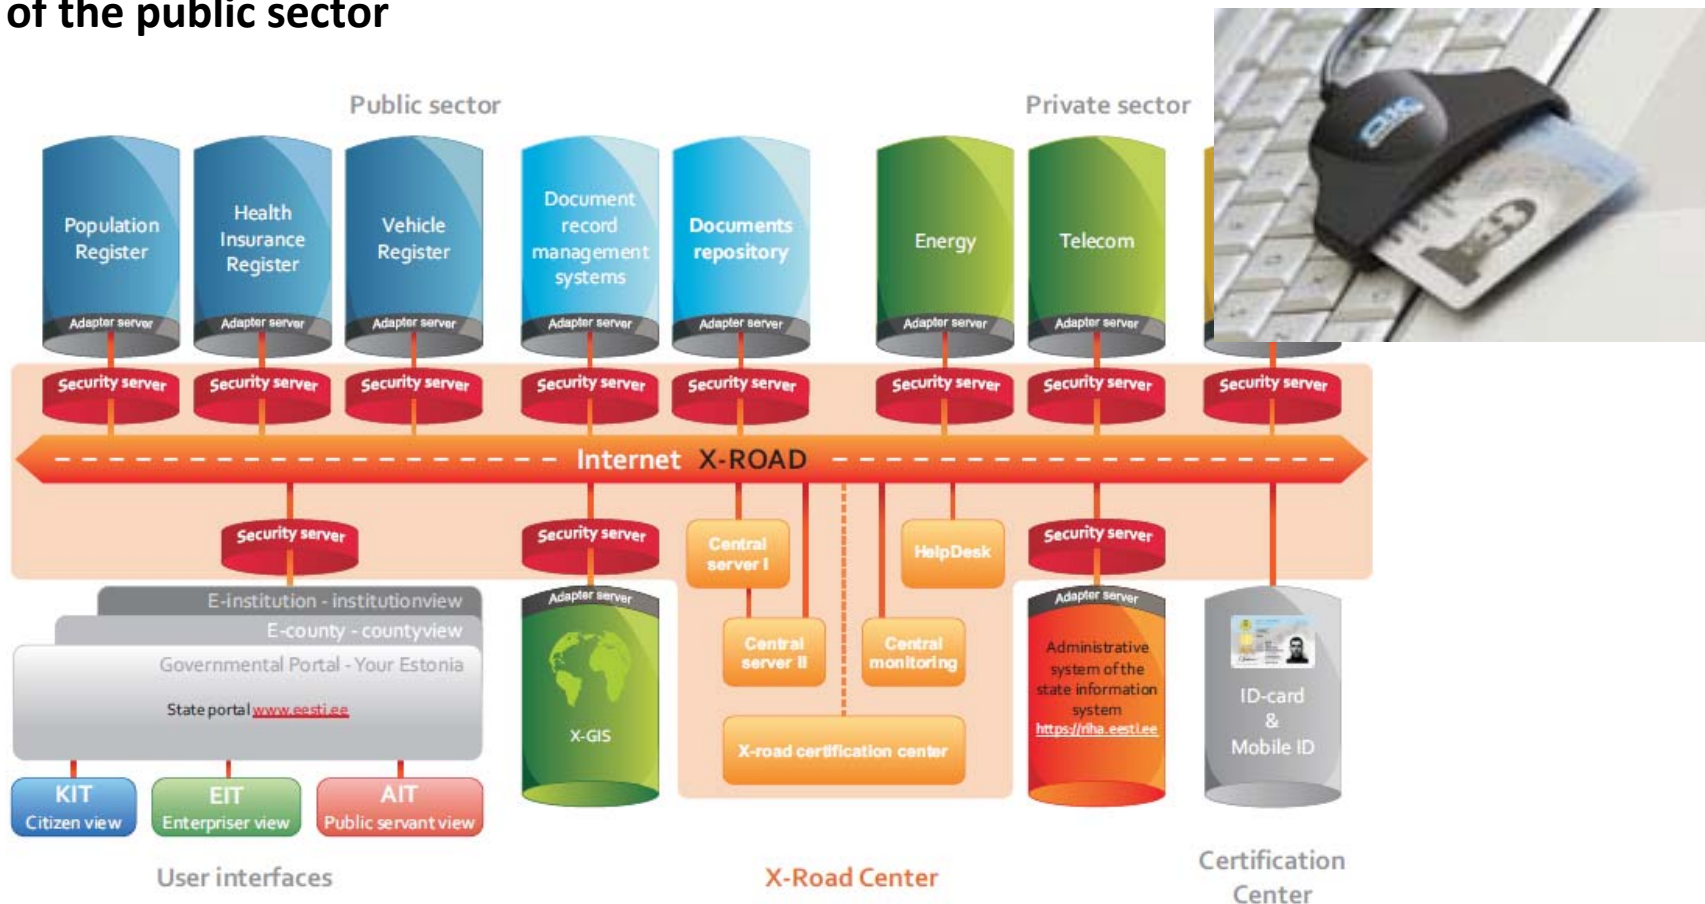 of the public sector
Public sector
Private sector
Population
Register
Health
Insurance
Register
Vehicle
Register
Document
record
management
systems
Documents
repository
Energy
Telecom
Adapter server
Adapter server
Adapter server
Adapter server
Adapter server
Adapter server
Adapter server
Security server
Security server
Security server
Security server
Security server
Security server
Security server
Security server
Internet X-ROAD
Security server
Security server
Central
server I
HelpDesk
Security server
E-institution - institutionview
E-county - countyview
Governmental Portal - Your Estonia
State portal www.eesti.ee
Adapter server
X-GIS
Central
server II
Central
monitoring
X-road certification center
Adapter server
Administrative
system of the
state information
system
https://riha.eesti.ee
ID-card
&
Mobile ID
KIT
Citizen view
EIT
Enterpriser view
AIT
Public servant view
User interfaces
X-Road Center
Certification
Center